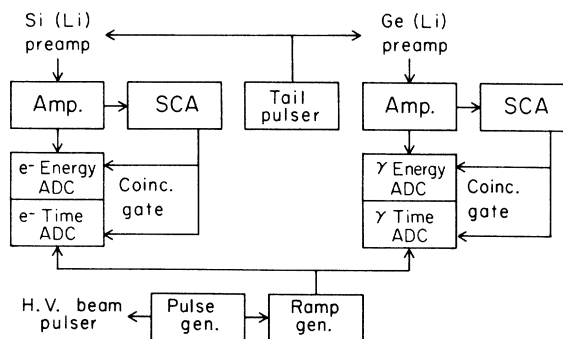 Si (Li)
preamp
Ge (Li)
preamp
Amp.
SCA
Tail
pulser
Amp.
SCA
e- Energy
ADC
e- Time
ADC
Coinc.
gate
γ Energy
ADC
γ Time
ADC
Coinc.
gate
H.V. beam
pulser
Pulse
gen.
Ramp
gen.